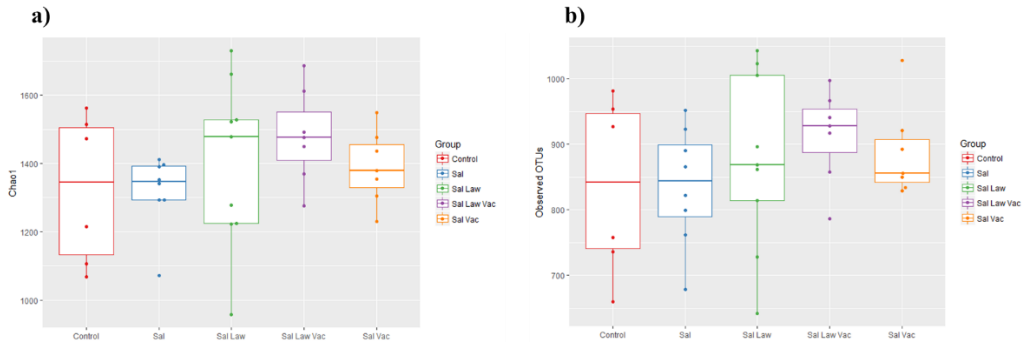 a)
Chao1
1600
1400
1200
1000
Control
Sal
Sal Law
Sal Law Vac
Sal Vac
Group
Control
Sal
Sal Law
Sal Law Vac
Sal Vac
b)
Observed OTUs
1000
900
800
700
Control
Sal
Sal Law
Sal Law Vac
Sal Vac
Group
Control
Sal
Sal Law
Sal Law Vac
Sal Vac